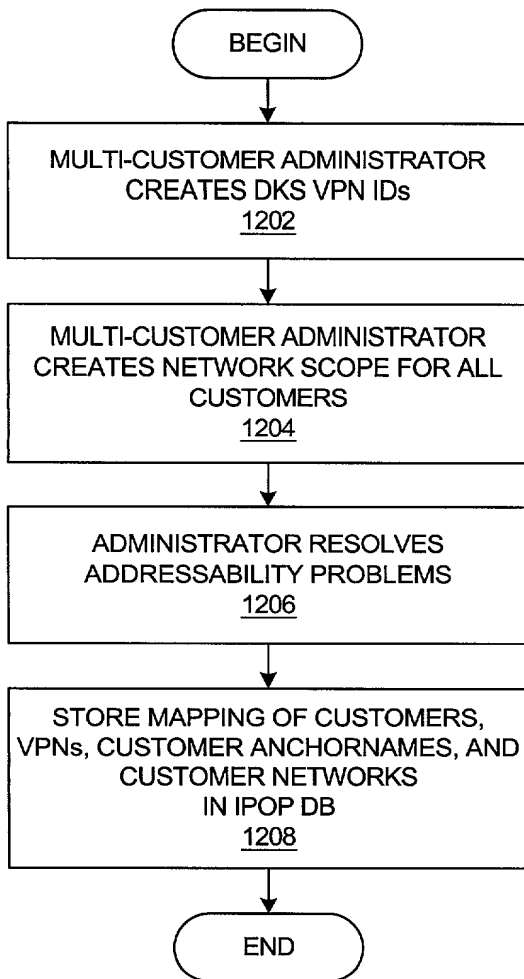 BEGIN
MULTI-CUSTOMER ADMINISTRATOR
CREATES DKS VPN IDs
1202
MULTI-CUSTOMER ADMINISTRATOR
CREATES NETWORK SCOPE FOR ALL
CUSTOMERS
1204
ADMINISTRATOR RESOLVES
ADDRESSABILITY PROBLEMS
1206
STORE MAPPING OF CUSTOMERS,
VPNs, CUSTOMER ANCHORNAMES, AND
CUSTOMER NETWORKS
IN IPOP DB
1208
END